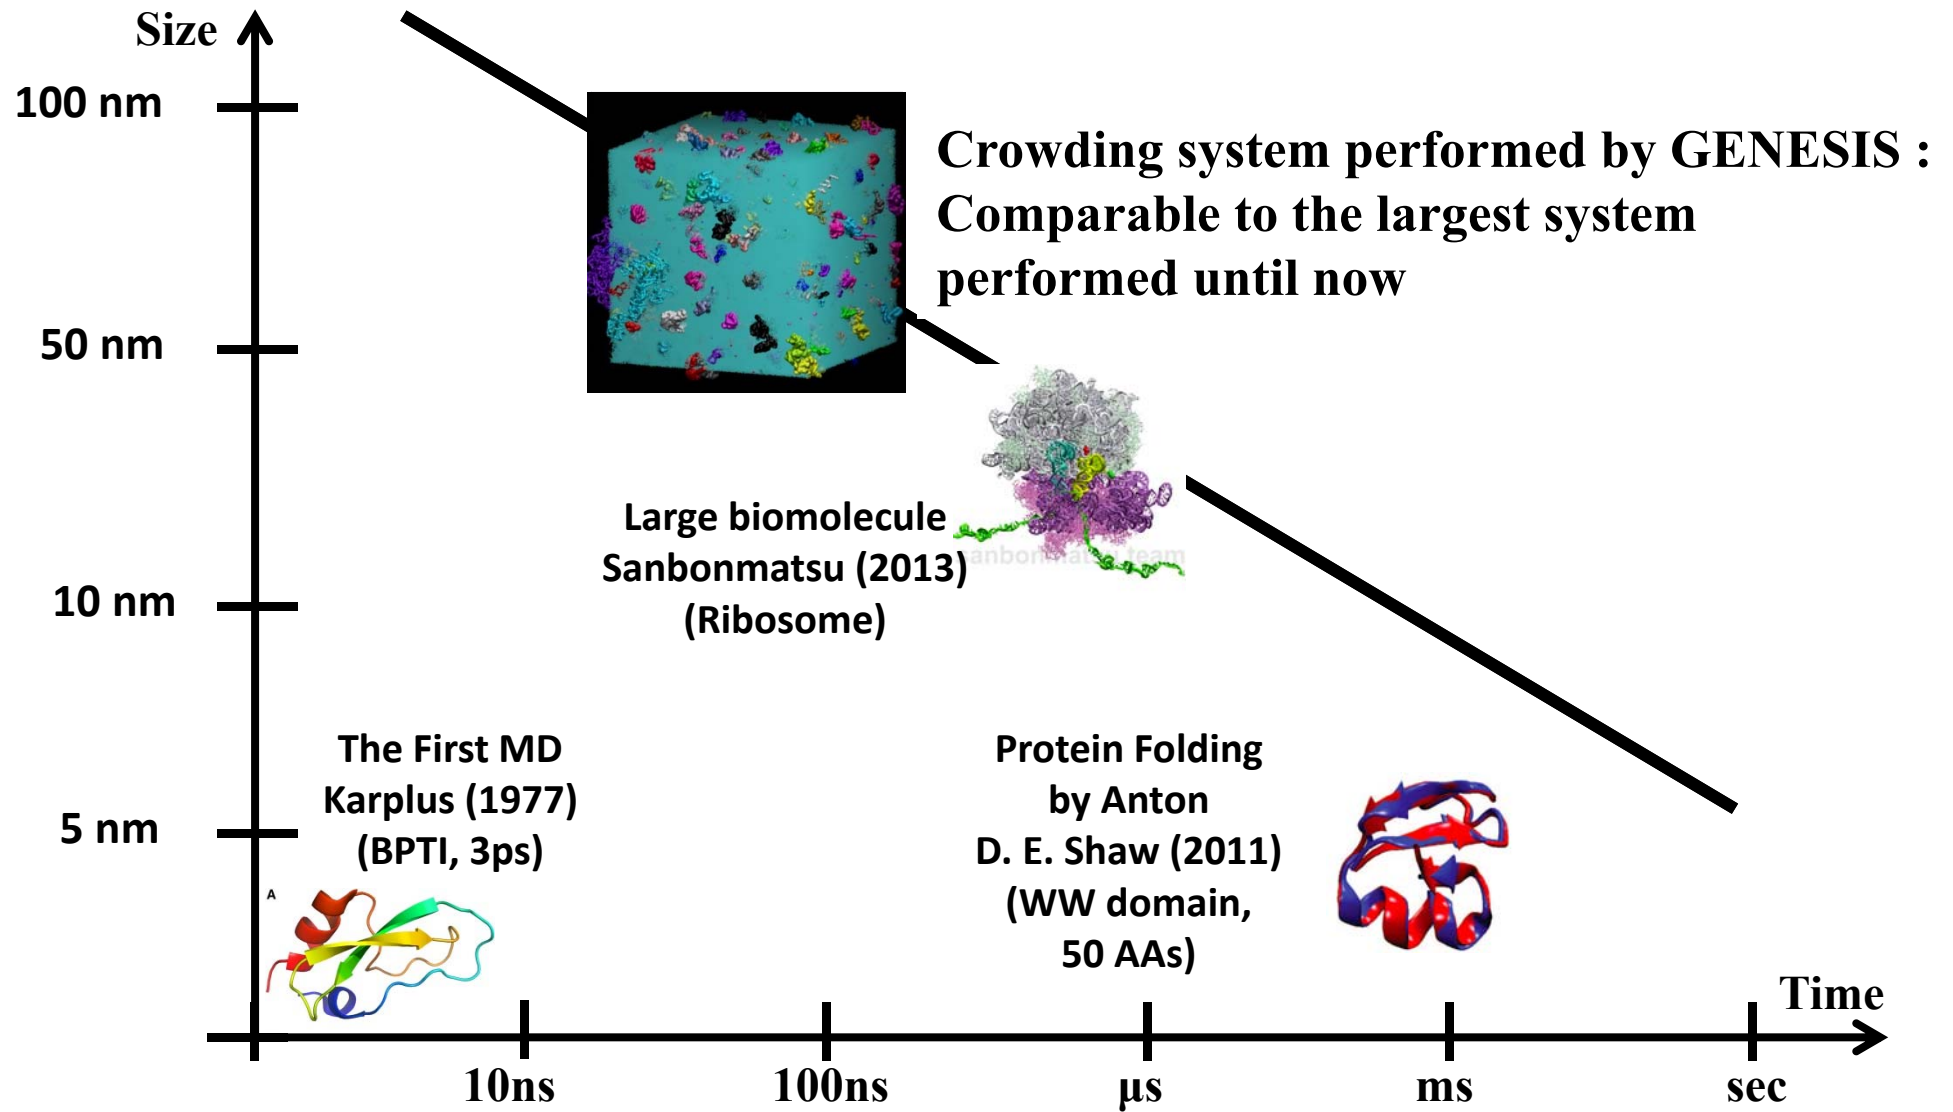 Size
100 nm
50 nm
10 nm
5 nm
Crowding system performed by GENESIS :
Comparable to the largest system
performed until now
Large biomolecule
Sanbonmatsu (2013)
(Ribosome)
sanbonmatsu team
The First MD
Karplus (1977)
(BPTI, 3ps)
A
Protein Folding
by Anton
D. E. Shaw (2011)
(WW domain,
50 AAs)
Time
10ns
100ns
μs
ms
sec